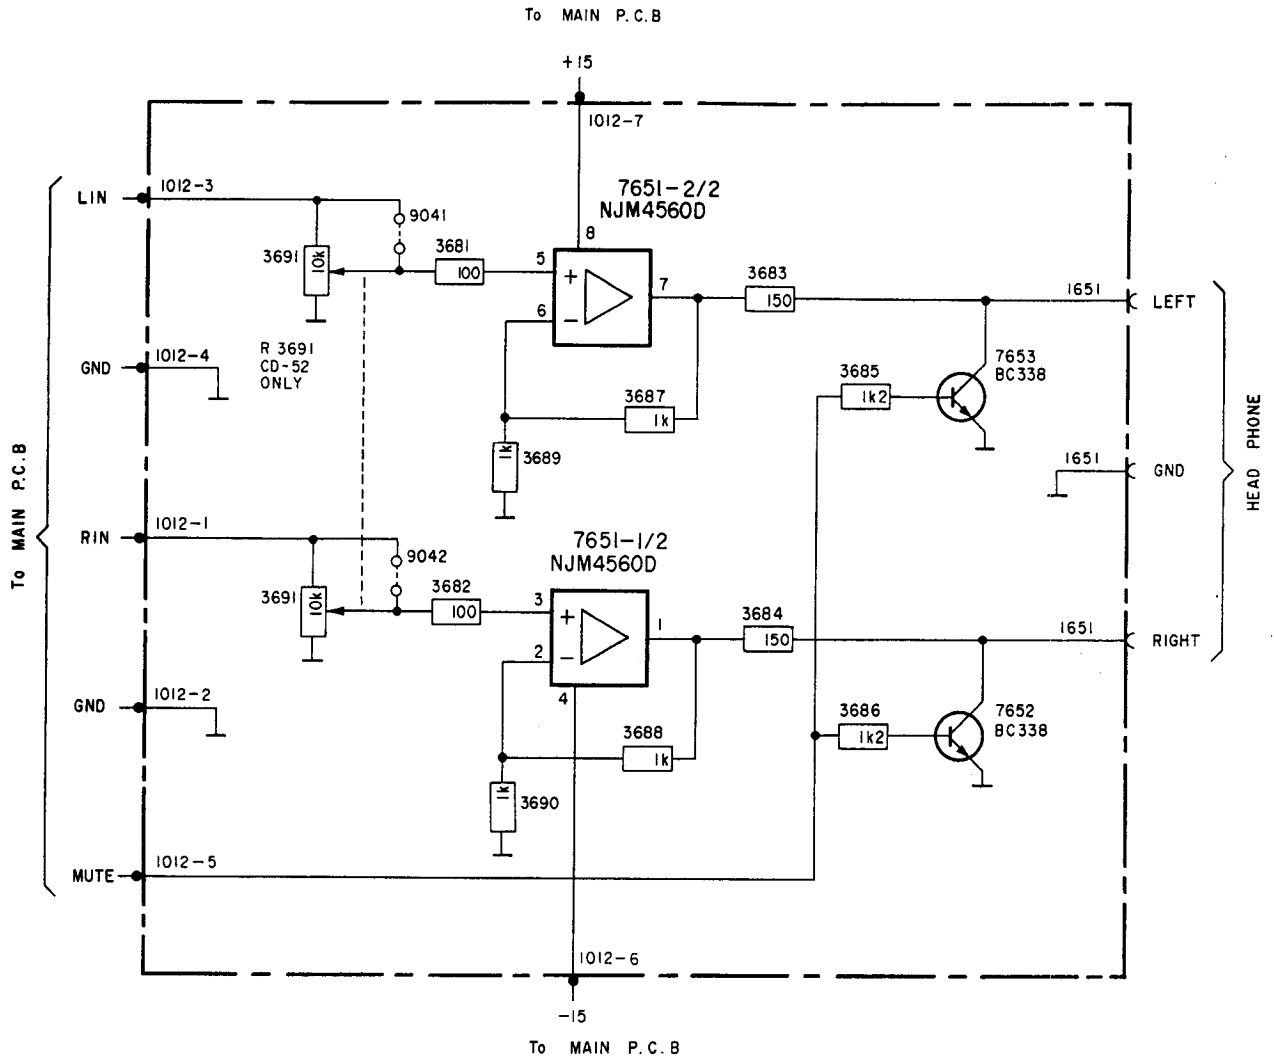 To MAIN P.C.B
+15
1012-7
LIN
1012-3
7651-2/2
NJM4560D
9041
3691
10k
3681
100
8
5
+
6
−
7
3683
150
1651
LEFT
GND
1012-4
R 3691
CD-52
ONLY
3687
1k
3685
1k2
7653
BC338
1k
3689
1651
GND
HEAD PHONE
To MAIN P.C.B
RIN
1012-1
7651-1/2
NJM4560D
9042
3691
10k
3682
100
3
+
2
−
4
1
3684
150
1651
RIGHT
GND
1012-2
3688
1k
3686
1k2
7652
BC338
1k
3690
MUTE
1012-5
1012-6
-15
To MAIN P.C.B